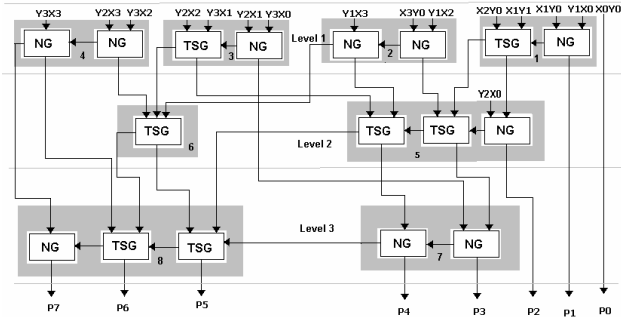 Y3X3 Y2X3 Y3X2 Y2X2 Y3X1 Y2X1 Y3X0 Y1X3 X3Y0 Y1X2 X2Y0 X1Y1 X1Y0 Y1X0 X0Y0
NG NG TSG NG Level 1 NG NG TSG NG
4 3 2 1
Y2X0
TSG TSG TSG NG
6 Level 2 5
Level 3
NG TSG TSG NG NG
8 7
P7 P6 P5 P4 P3 P2 P1 P0